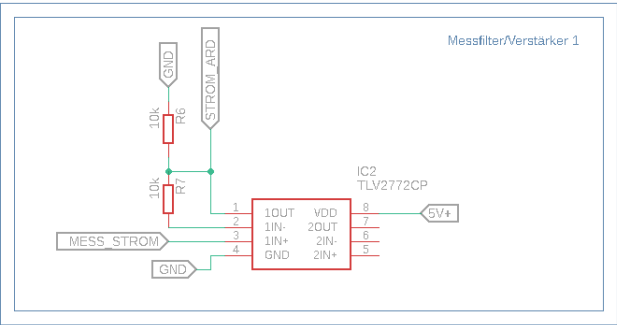 Messfilter/Verstärker 1
GND
STROM_ARD
10k
R6
10k
R7
IC2
TLV2772CP
1
1OUT
VDD
8
5V+
2
1IN-
2OUT
7
MESS_STROM
3
1IN+
2IN-
6
GND
4
GND
2IN+
5